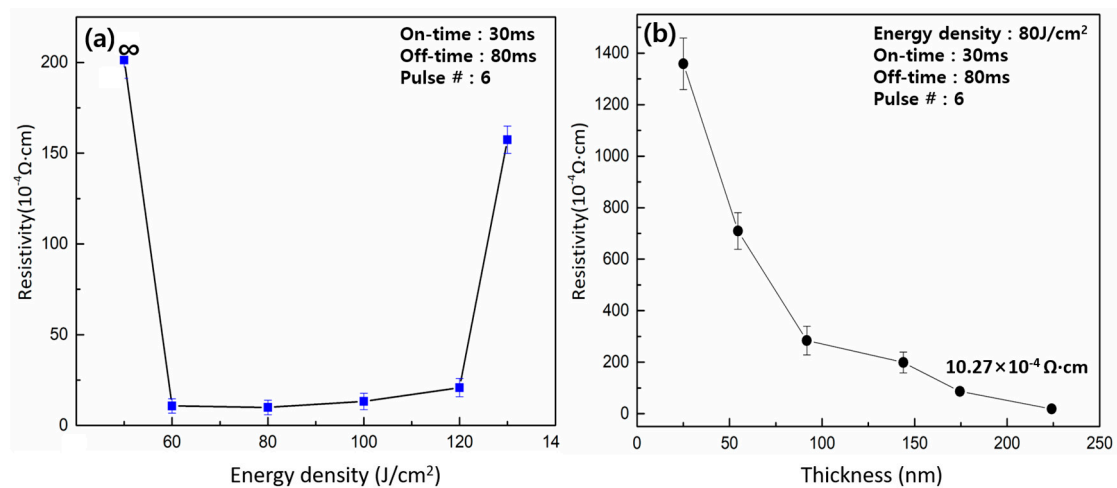 (a)
∞
On-time : 30ms
Off-time : 80ms
Pulse # : 6
200
150
100
50
0
Resistivity(10⁻⁴Ω·cm)
60 80 100 120 14
Energy density (J/cm²)
(b)
Energy density : 80J/cm²
On-time : 30ms
Off-time : 80ms
Pulse # : 6
1400
1200
1000
800
600
400
200
0
Resistivity(10⁻⁴Ω·cm)
10.27×10⁻⁴ Ω·cm
0 50 100 150 200 250
Thickness (nm)